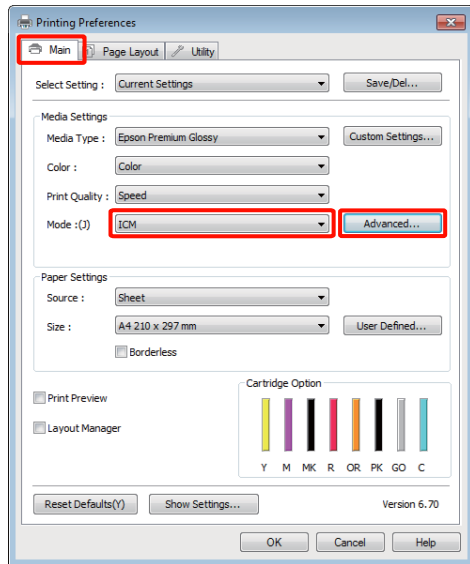 Printing Preferences
Main Page Layout Utility
Select Setting : Current Settings Save/Del...
Media Settings
Media Type : Epson Premium Glossy Custom Settings...
Color : Color
Print Quality : Speed
Mode :(J) ICM Advanced...
Paper Settings
Source : Sheet
Size : A4 210 x 297 mm User Defined...
Borderless
Print Preview
Layout Manager
Cartridge Option
Y M MK R OR PK GO C
Reset Defaults(Y) Show Settings... Version 6.70
OK Cancel Help